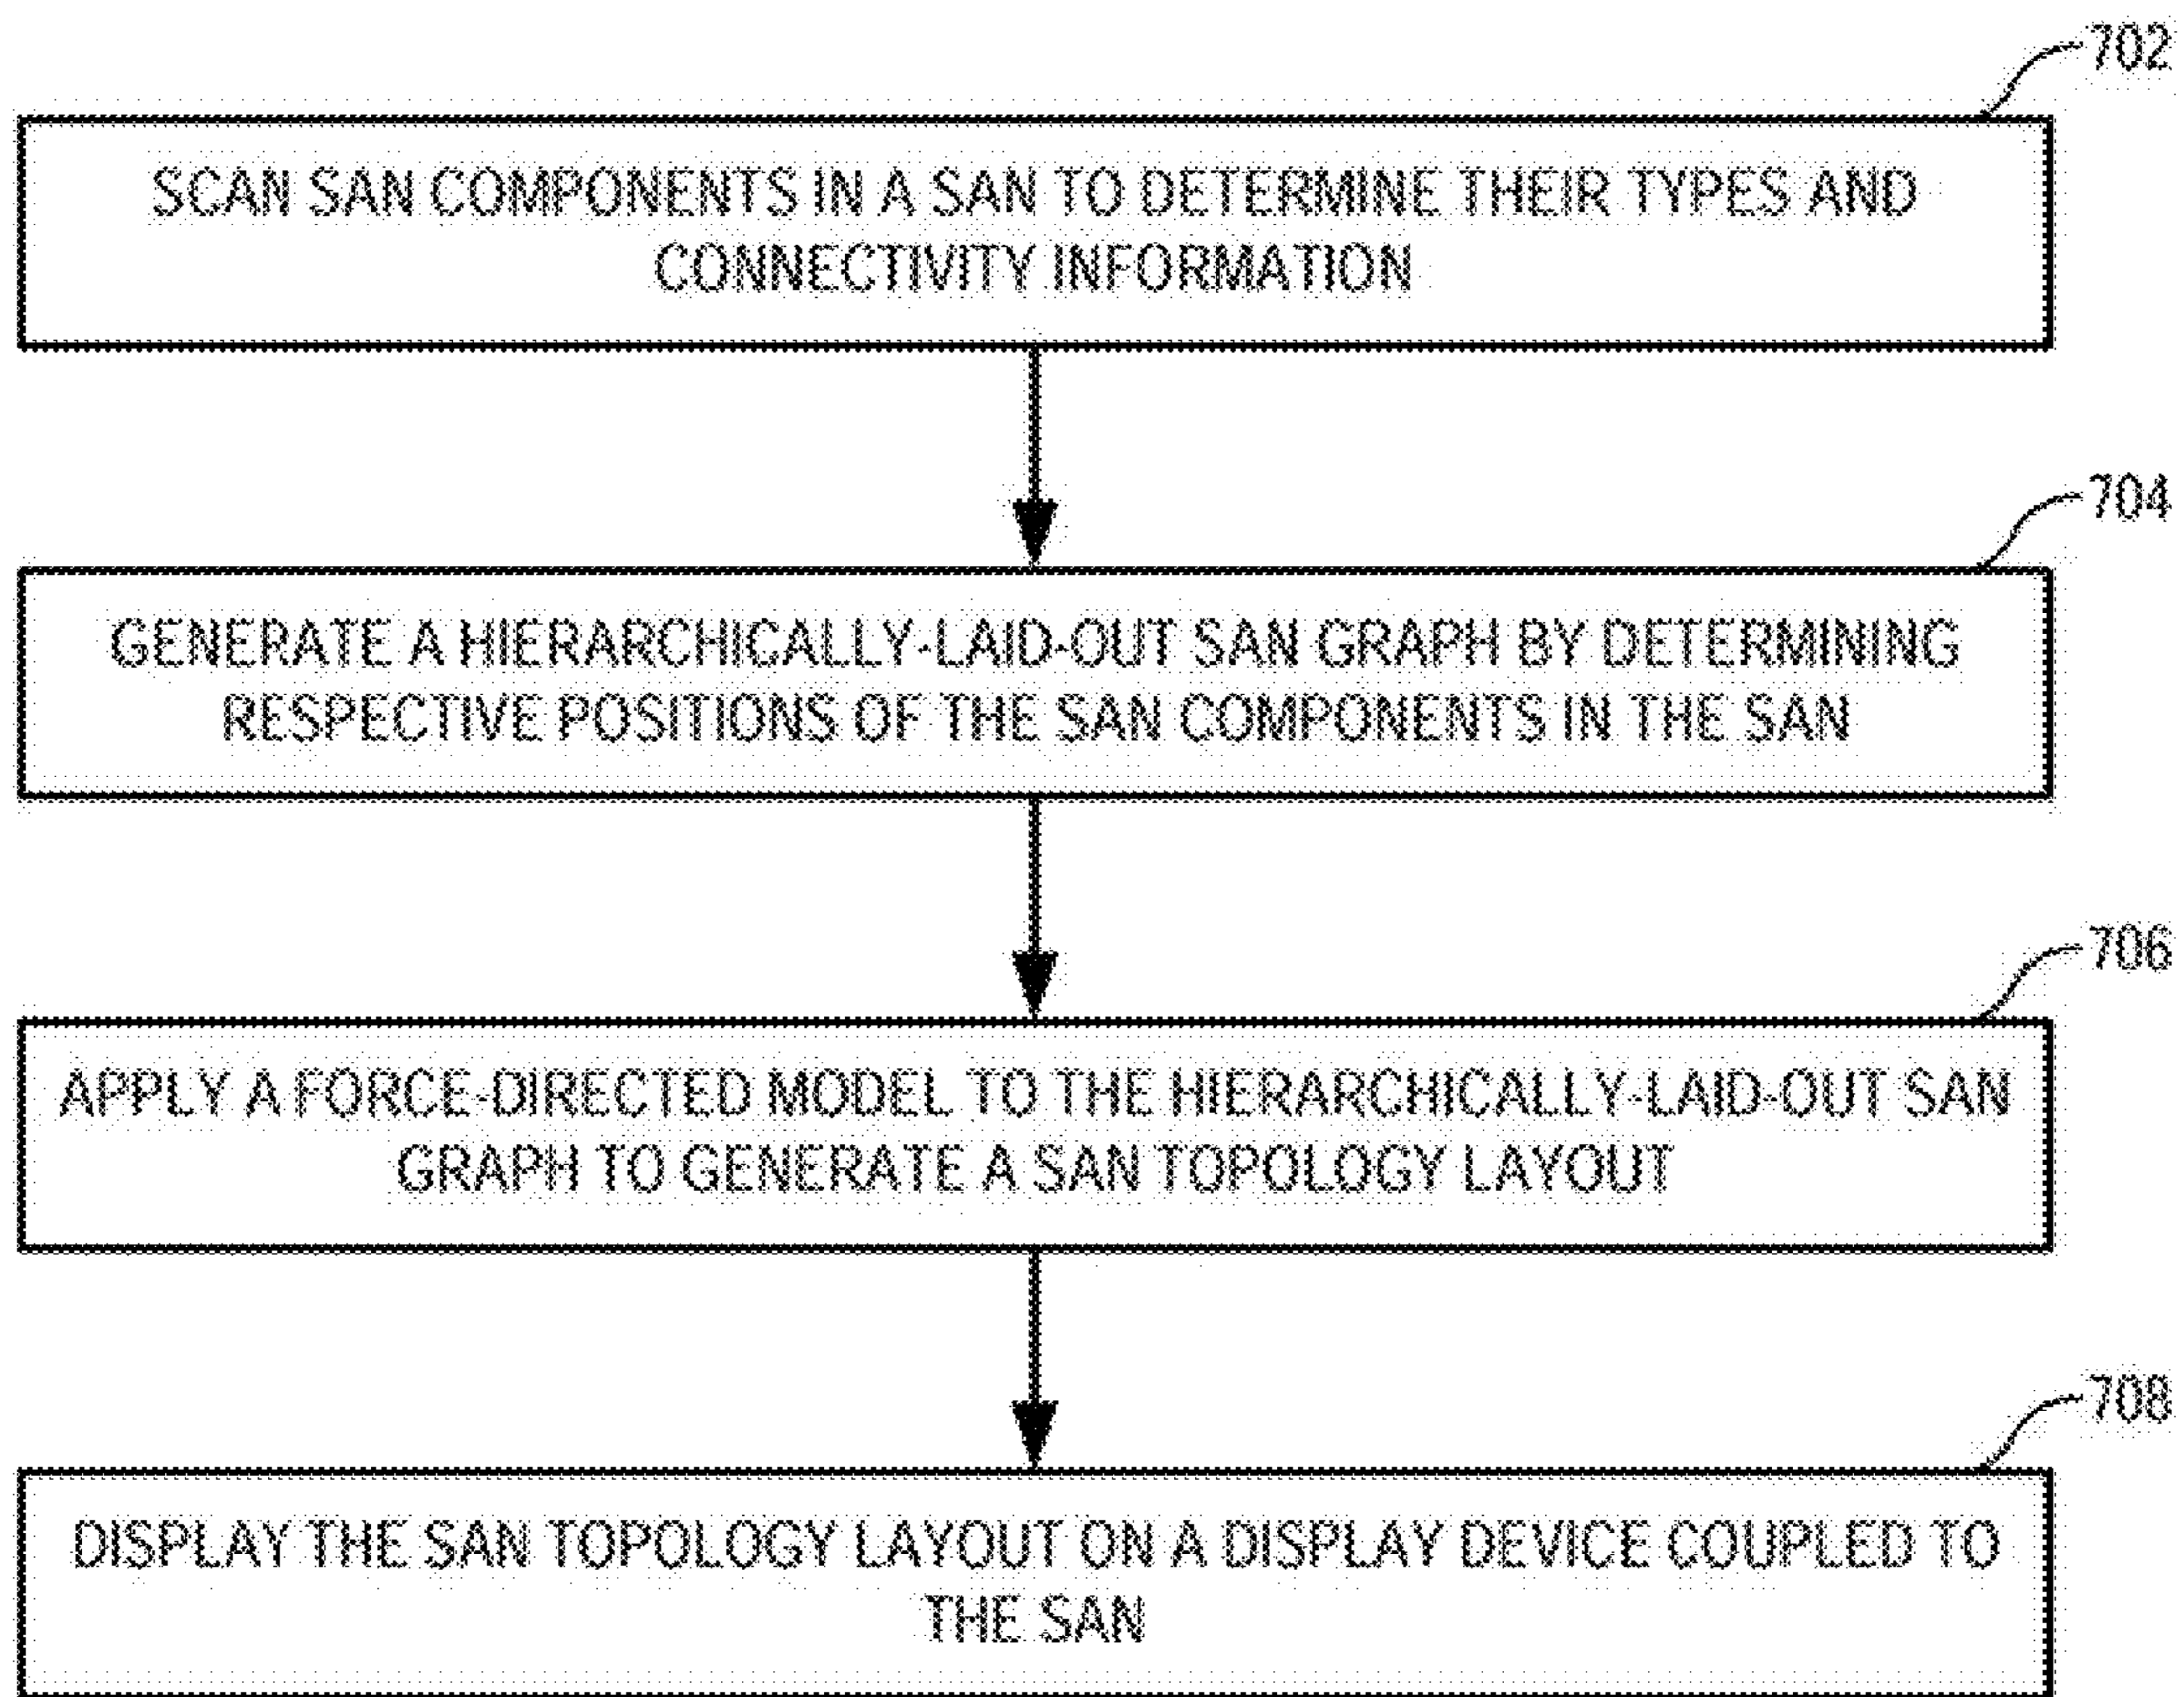 702
SCAN SAN COMPONENTS IN A SAN TO DETERMINE THEIR TYPES AND
CONNECTIVITY INFORMATION
704
GENERATE A HIERARCHICALLY-LAID-OUT SAN GRAPH BY DETERMINING
RESPECTIVE POSITIONS OF THE SAN COMPONENTS IN THE SAN
706
APPLY A FORCE-DIRECTED MODEL TO THE HIERARCHICALLY-LAID-OUT SAN
GRAPH TO GENERATE A SAN TOPOLOGY LAYOUT
708
DISPLAY THE SAN TOPOLOGY LAYOUT ON A DISPLAY DEVICE COUPLED TO
THE SAN